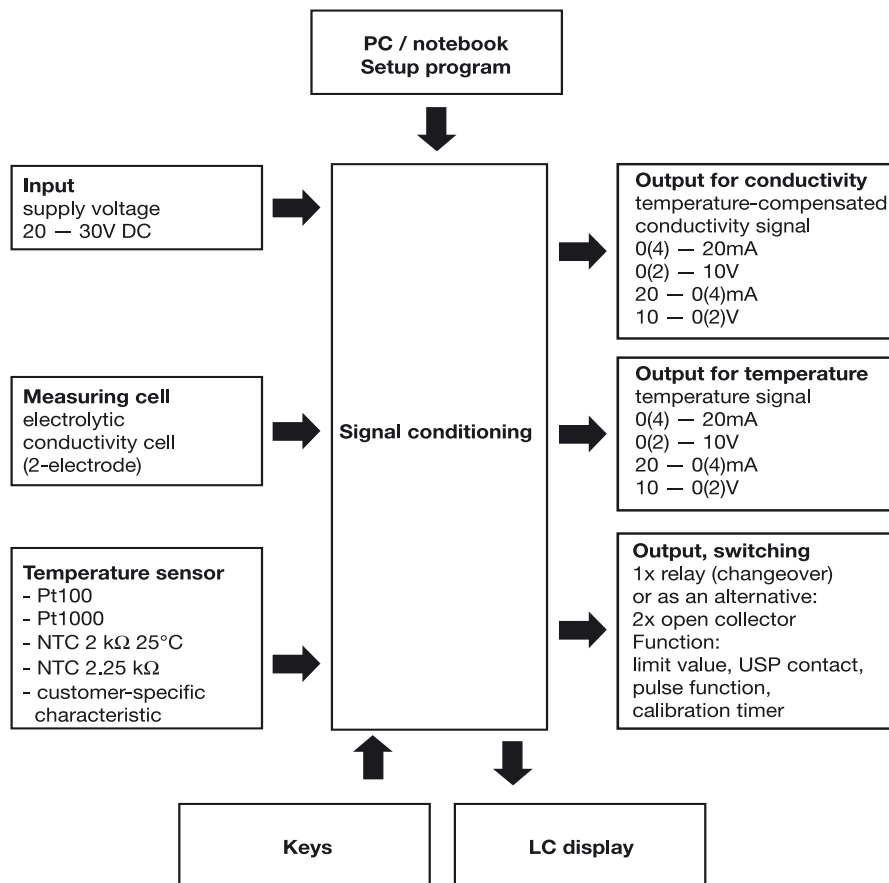 PC / notebook
Setup program
Input
supply voltage
20 — 30V DC
Measuring cell
electrolytic
conductivity cell
(2-electrode)
Temperature sensor
- Pt100
- Pt1000
- NTC 2 kΩ 25°C
- NTC 2.25 kΩ
- customer-specific
characteristic
Signal conditioning
Output for conductivity
temperature-compensated
conductivity signal
0(4) — 20mA
0(2) — 10V
20 — 0(4)mA
10 — 0(2)V
Output for temperature
temperature signal
0(4) — 20mA
0(2) — 10V
20 — 0(4)mA
10 — 0(2)V
Output, switching
1x relay (changeover)
or as an alternative:
2x open collector
Function:
limit value, USP contact,
pulse function,
calibration timer
Keys
LC display